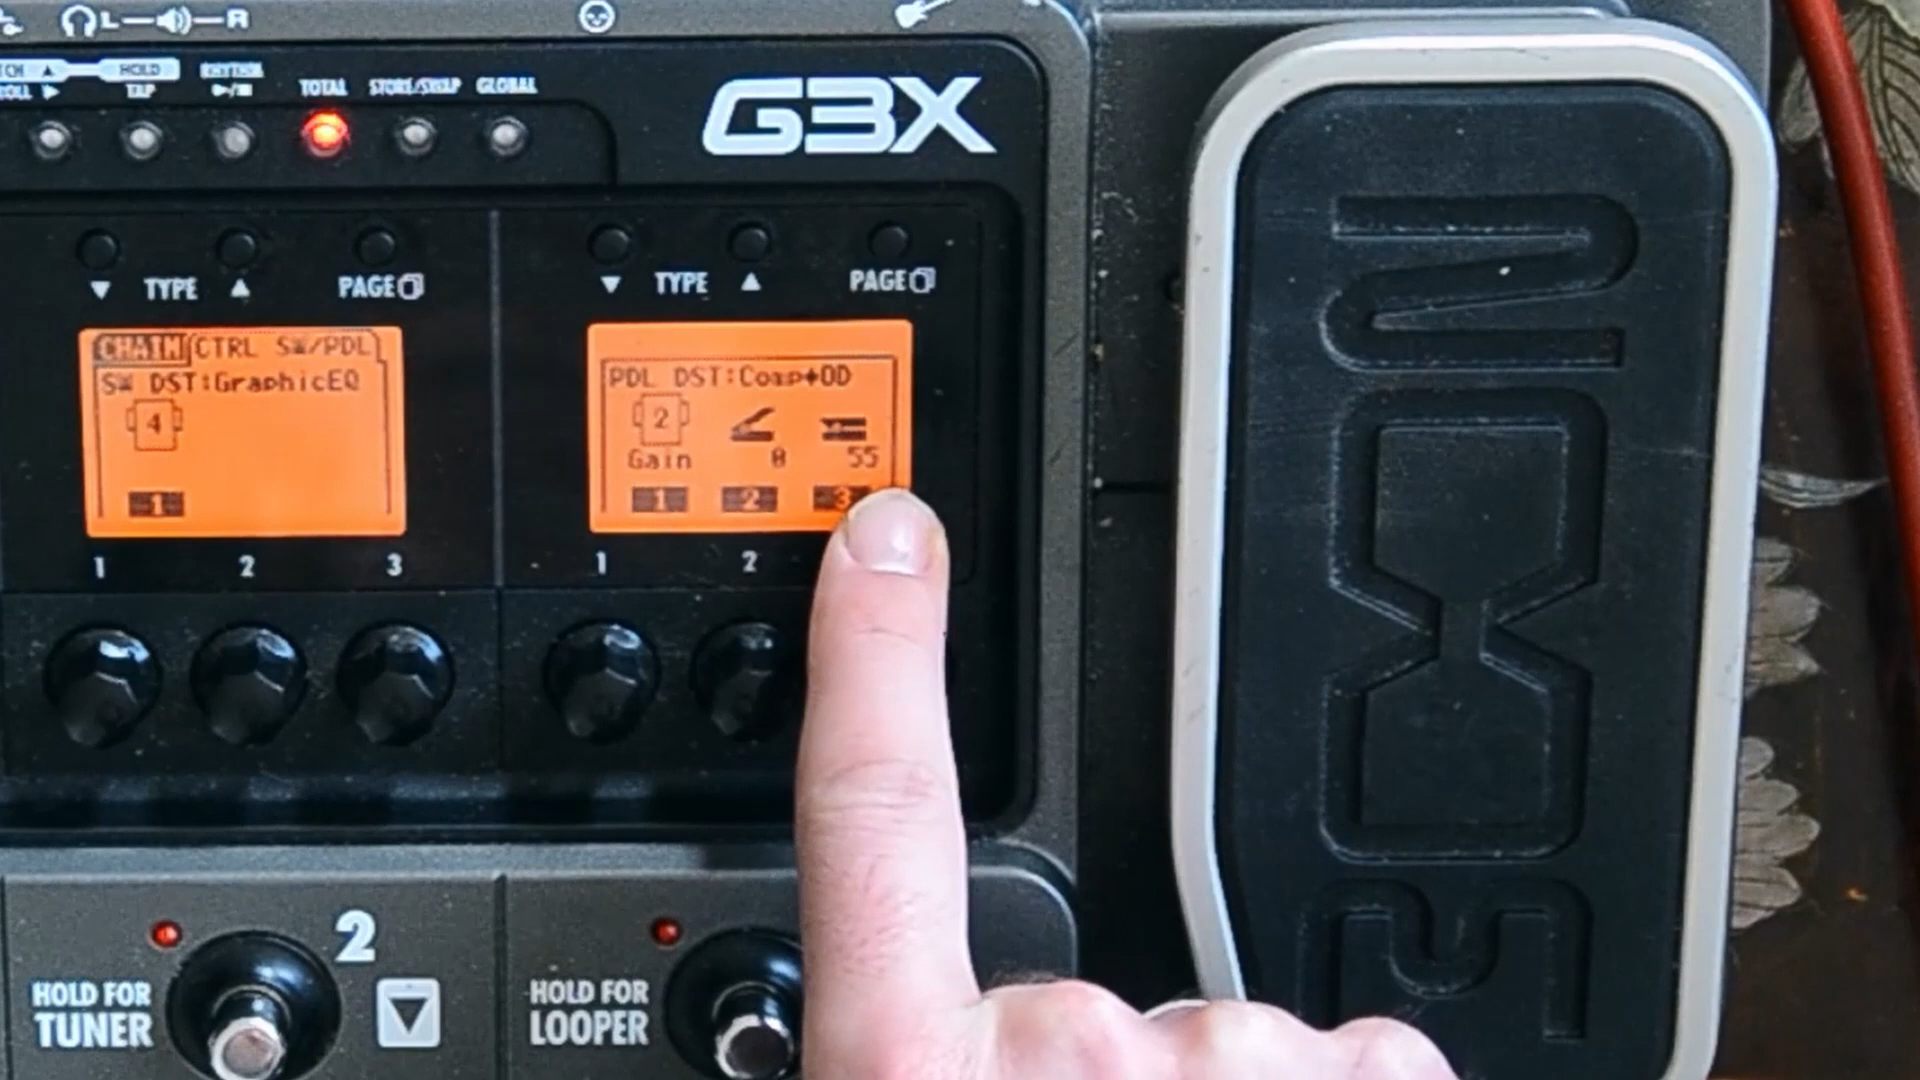 L R
HOLD
TAP
RHYTHM
TOTAL
STORE/SWAP
GLOBAL
G3X
TYPE
PAGE
TYPE
PAGE
CHAIN CTRL SW/PDL
SW DST:GraphicEQ
4
1
PDL DST:Comp+OD
2
Gain 0 55
1 2 3
1 2 3
1 2
2
HOLD FOR
TUNER
HOLD FOR
LOOPER